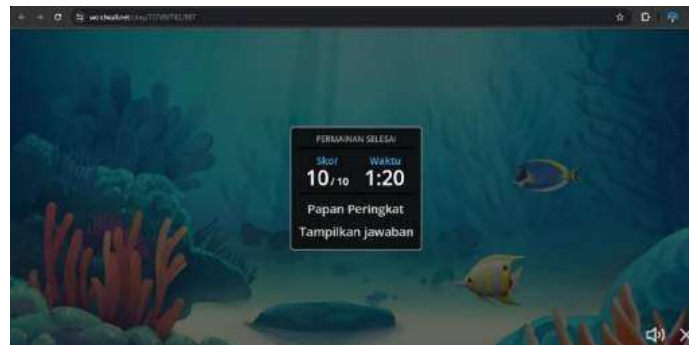 PERMAINAN SELESAI
Skor Waktu
10/10 1:20
Papan Peringkat
Tampilkan jawaban